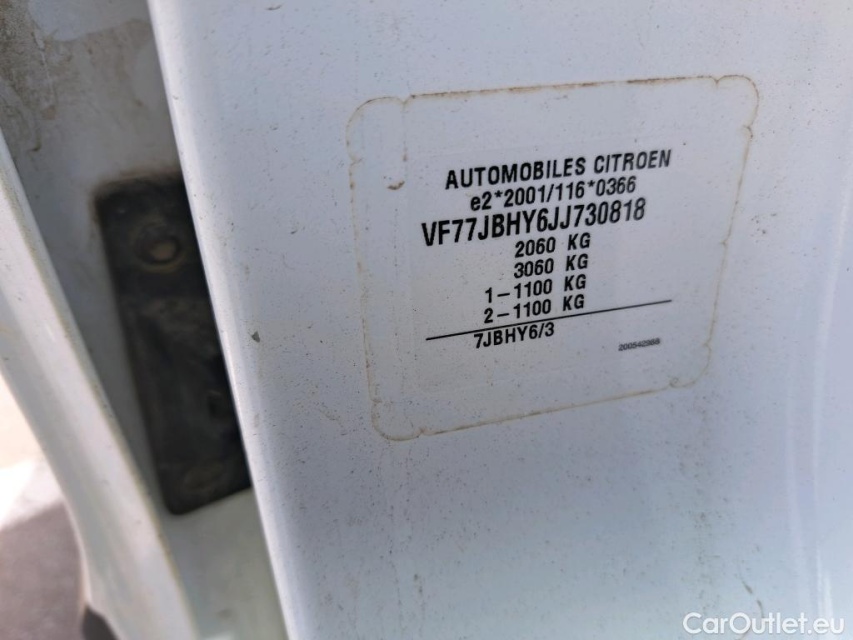 AUTOMOBILES CITROEN
e2*2001/116*0366
VF77JBHY6JJ730818
2060 KG
3060 KG
1-1100 KG
2-1100 KG
7JBHY6/3
CarOutlet.eu